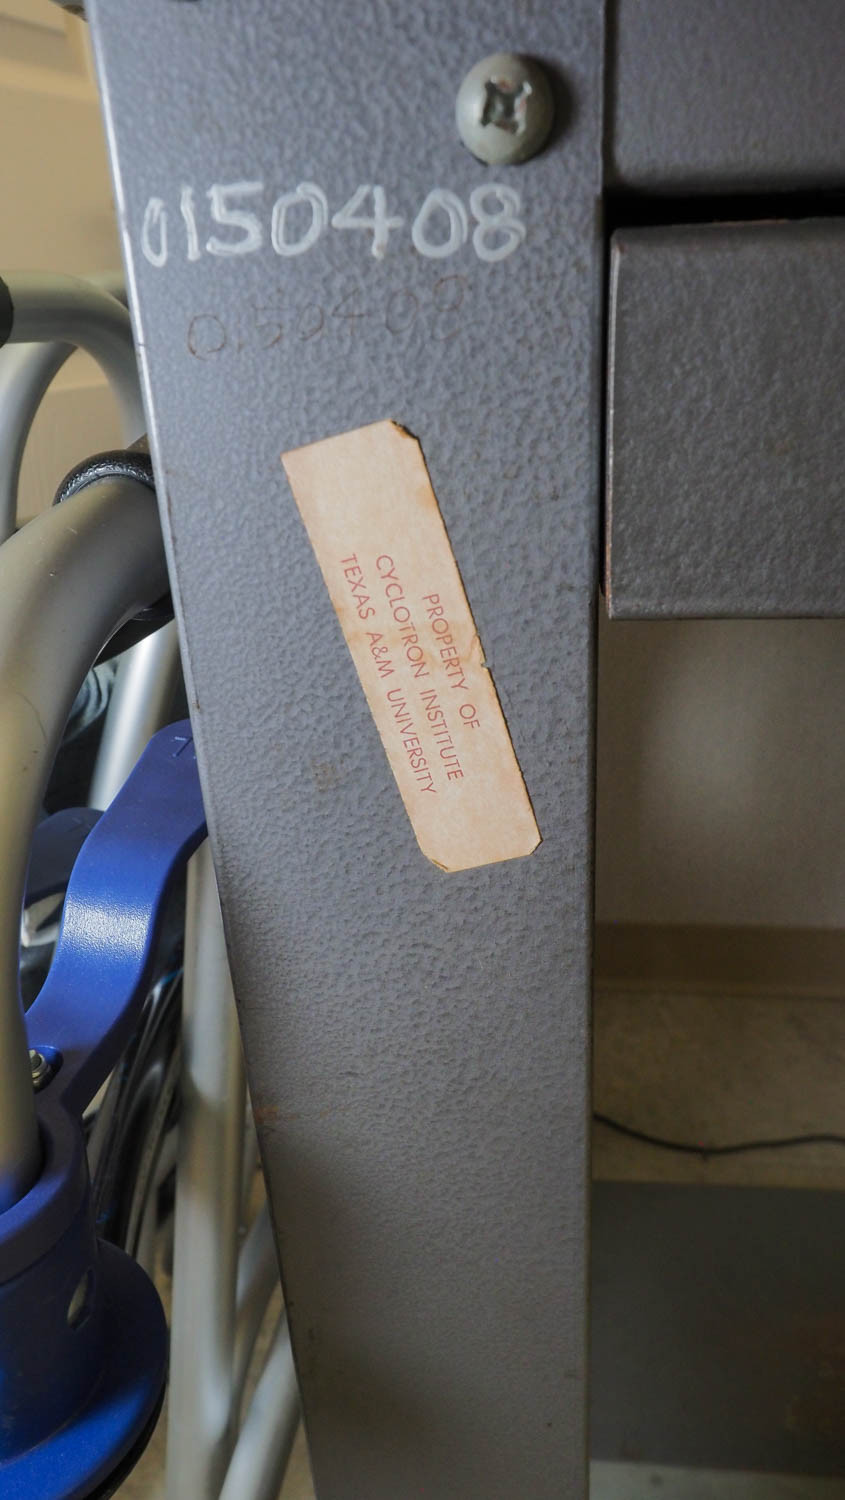 0150408
PROPERTY OF
CYCLOTRON INSTITUTE
TEXAS A&M UNIVERSITY